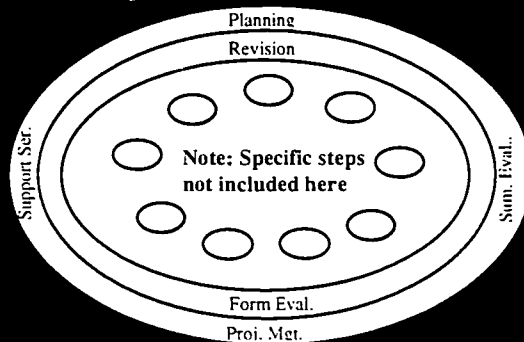 Planning
Revision
Support Ser.
Note: Specific steps
not included here
Sum. Eval..
Form Eval.
Proj. Mgt.